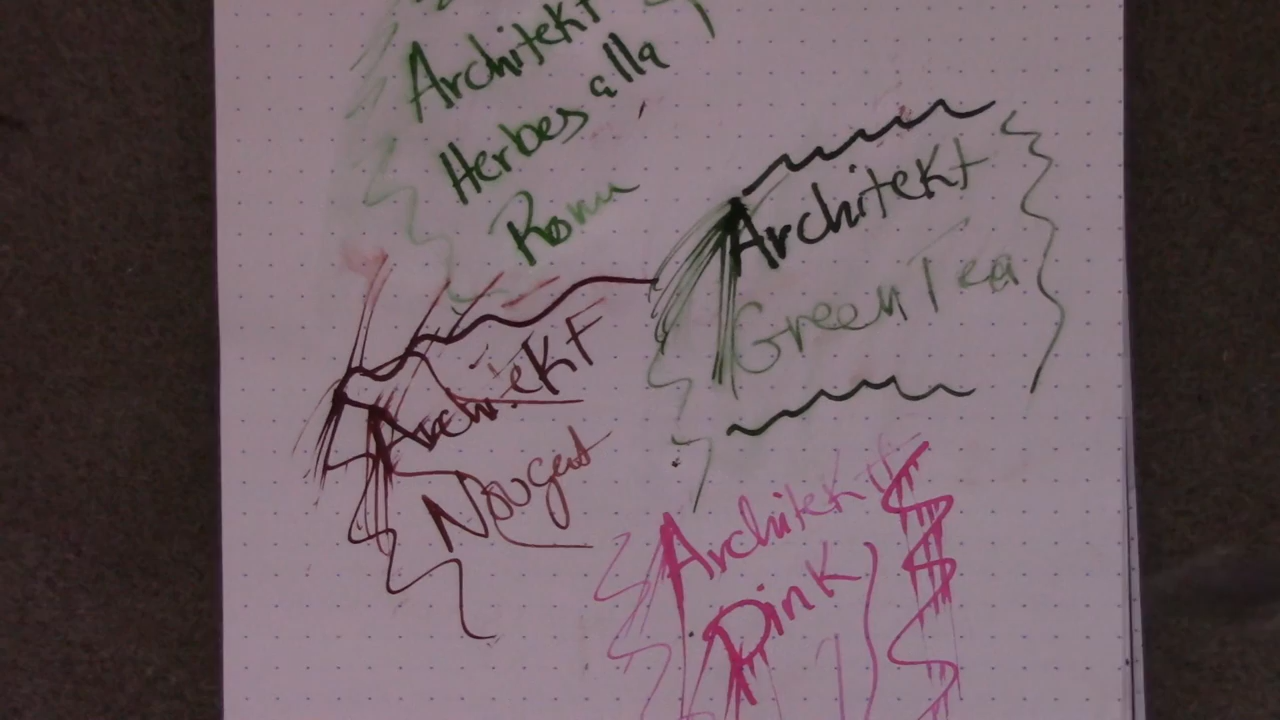 Architekt
Herbes alla
Roma
Architekt
Green Tea
Architekt
Nougat
Architekt
Pink